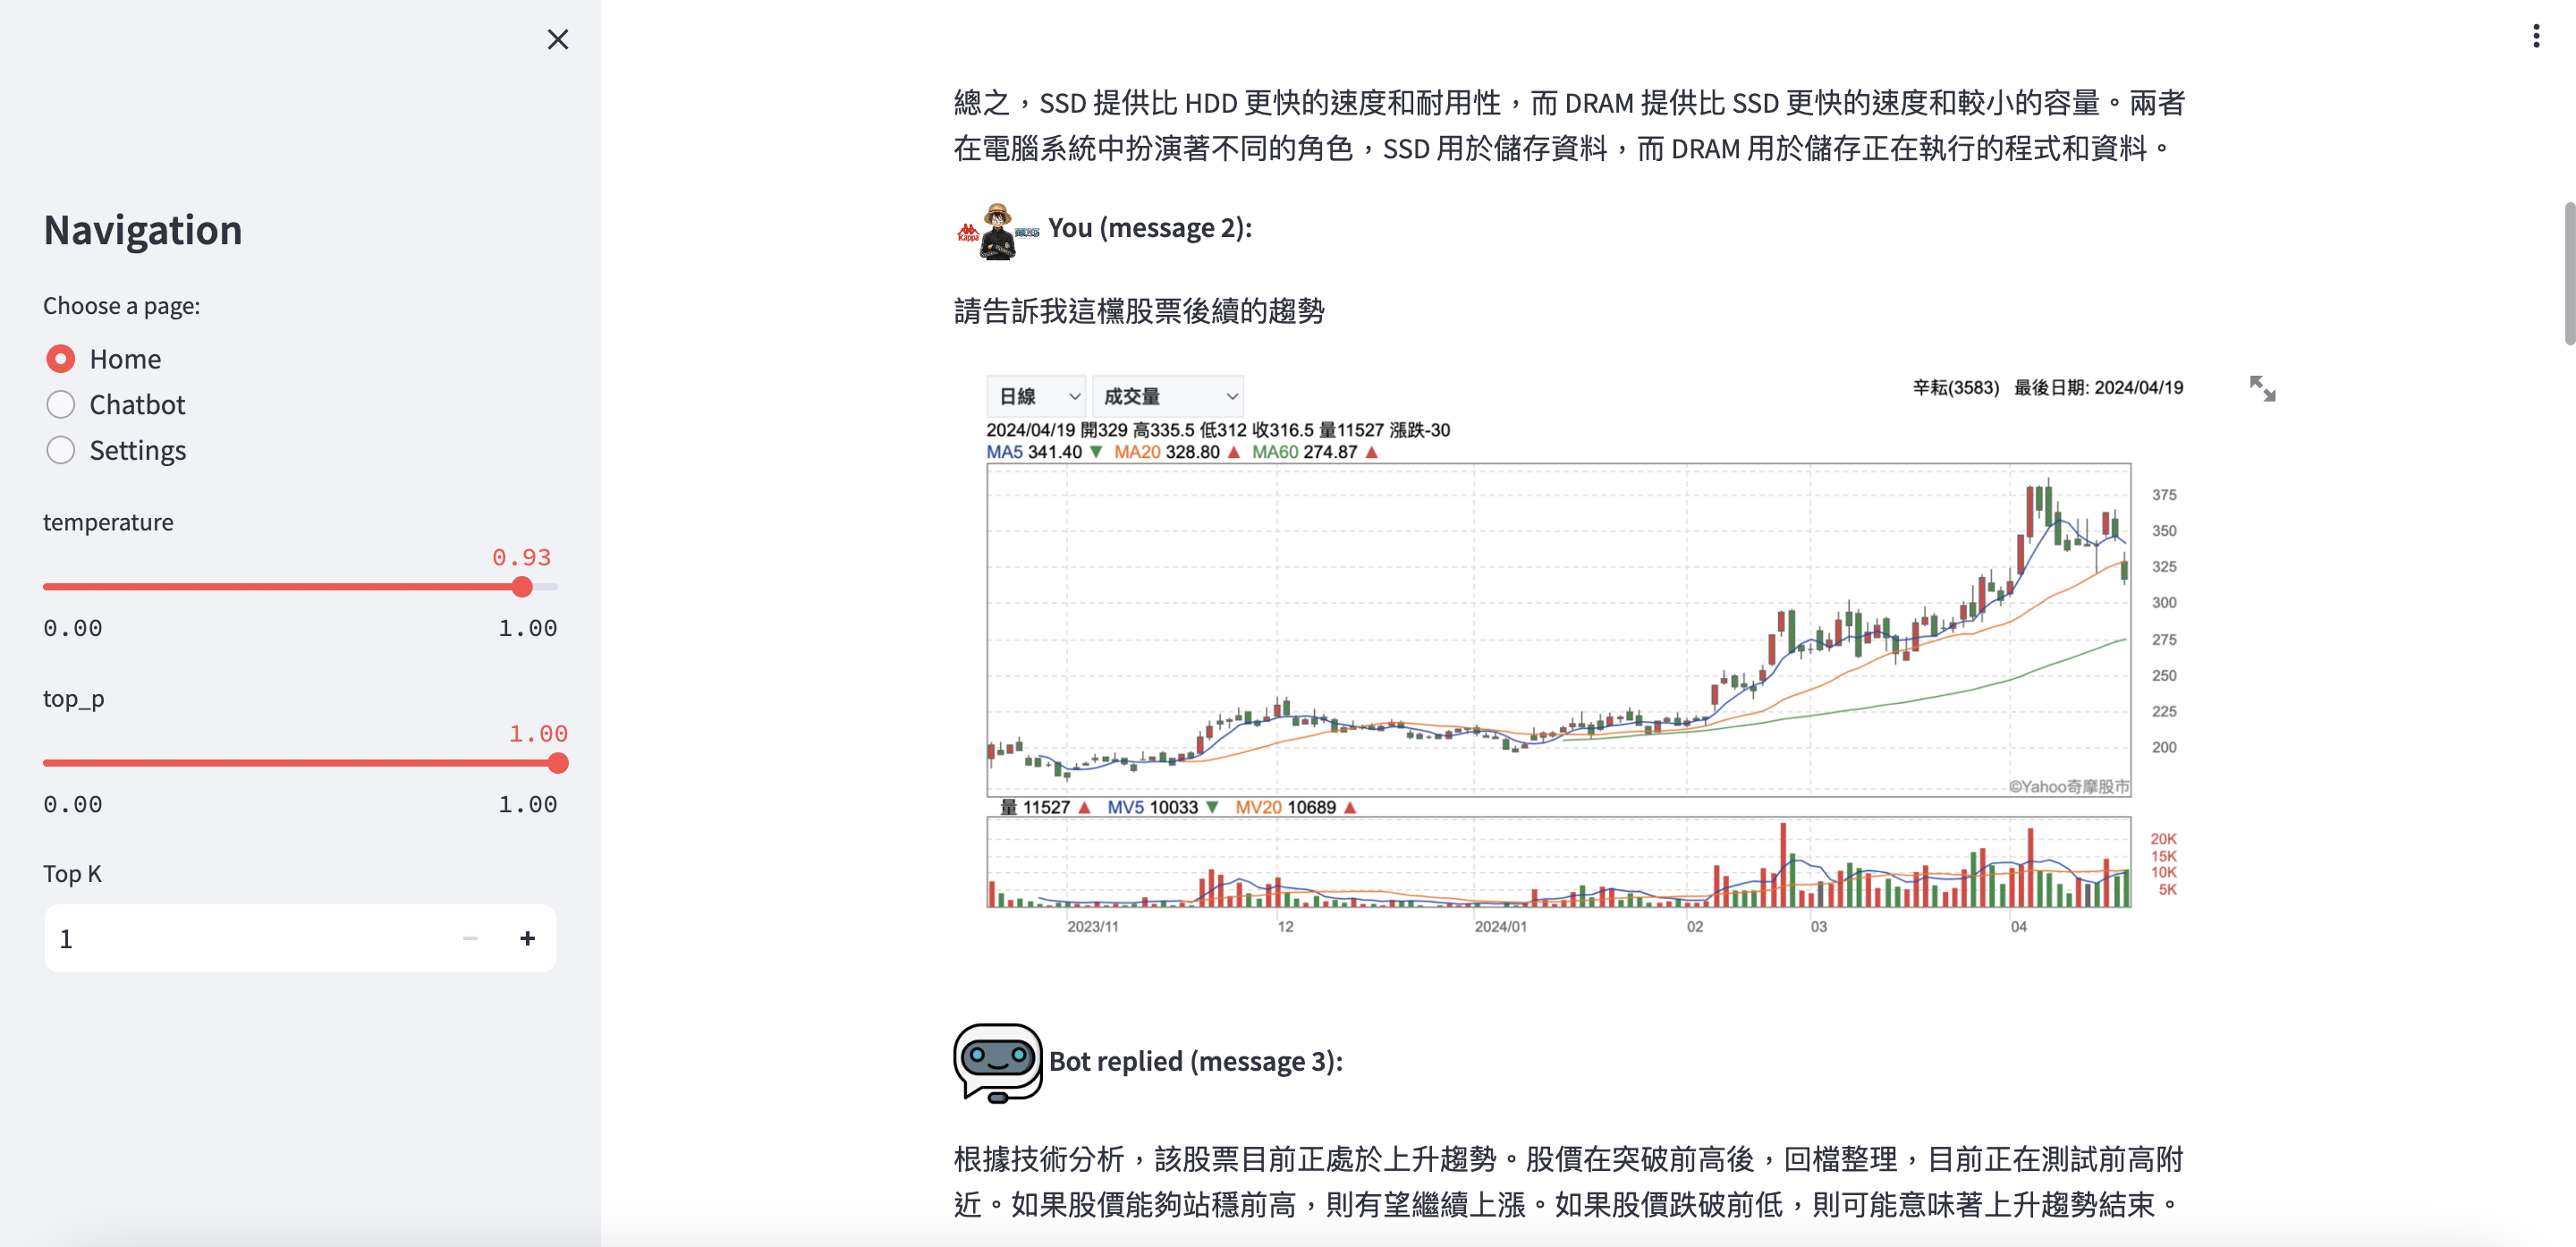 Navigation
Choose a page:
Home
Chatbot
Settings
temperature
0.93
0.00 1.00
top_p
1.00
0.00 1.00
Top K
1
總之，SSD 提供比 HDD 更快的速度和耐用性，而 DRAM 提供比 SSD 更快的速度和較小的容量。兩者
在電腦系統中扮演著不同的角色，SSD 用於儲存資料，而 DRAM 用於儲存正在執行的程式和資料。
Kappa
You (message 2):
請告訴我這檔股票後續的趨勢
日線 成交量 辛耘(3583) 最後日期: 2024/04/19
2024/04/19 開329 高335.5 低312 收316.5 量11527 漲跌-30
MA5 341.40 ▼ MA20 328.80 ▲ MA60 274.87 ▲
375
350
325
300
275
250
225
200
©Yahoo奇摩股市
量 11527 ▲ MV5 10033 ▼ MV20 10689 ▲
20K
15K
10K
5K
2023/11 12 2024/01 02 03 04
Bot replied (message 3):
根據技術分析，該股票目前正處於上升趨勢。股價在突破前高後，回檔整理，目前正在測試前高附
近。如果股價能夠站穩前高，則有望繼續上漲。如果股價跌破前低，則可能意味著上升趨勢結束。